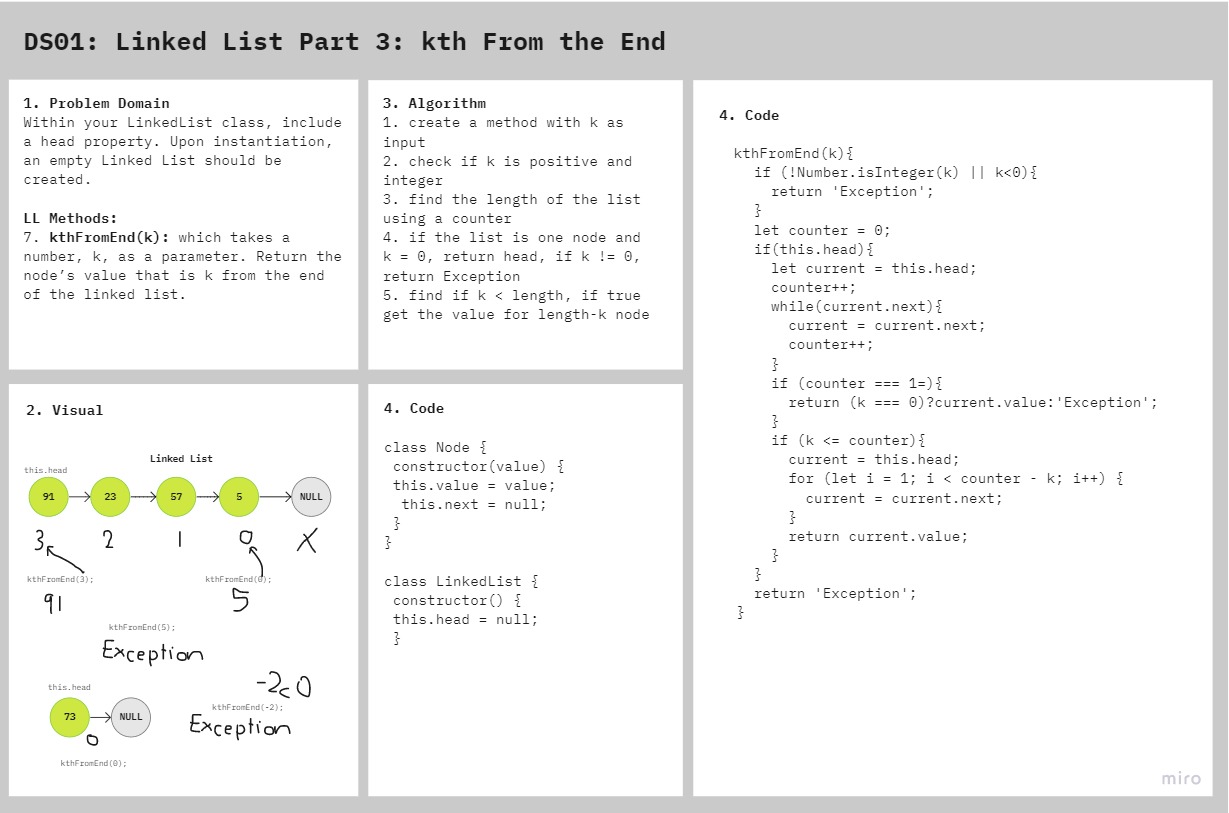 DS01: Linked List Part 3: kth From the End
1. Problem Domain
Within your LinkedList class, include
a head property. Upon instantiation,
an empty Linked List should be
created.
LL Methods:
7. kthFromEnd(k): which takes a
number, k, as a parameter. Return the
node’s value that is k from the end
of the linked list.
2. Visual
Linked List
this.head
91
23
57
5
NULL
3
2
1
0
X
kthFromEnd(3);
kthFromEnd(0);
91
5
kthFromEnd(5);
Exception
this.head
-2<0
73
NULL
kthFromEnd(-2);
0
Exception
kthFromEnd(0);
3. Algorithm
1. create a method with k as
input
2. check if k is positive and
integer
3. find the length of the list
using a counter
4. if the list is one node and
k = 0, return head, if k != 0,
return Exception
5. find if k < length, if true
get the value for length-k node
4. Code
class Node {
constructor(value) {
this.value = value;
this.next = null;
}
}
class LinkedList {
constructor() {
this.head = null;
}
4. Code
kthFromEnd(k){
if (!Number.isInteger(k) || k<0){
return 'Exception';
}
let counter = 0;
if(this.head){
let current = this.head;
counter++;
while(current.next){
current = current.next;
counter++;
}
if (counter === 1=){
return (k === 0)?current.value:'Exception';
}
if (k <= counter){
current = this.head;
for (let i = 1; i < counter - k; i++) {
current = current.next;
}
return current.value;
}
}
return 'Exception';
}
miro